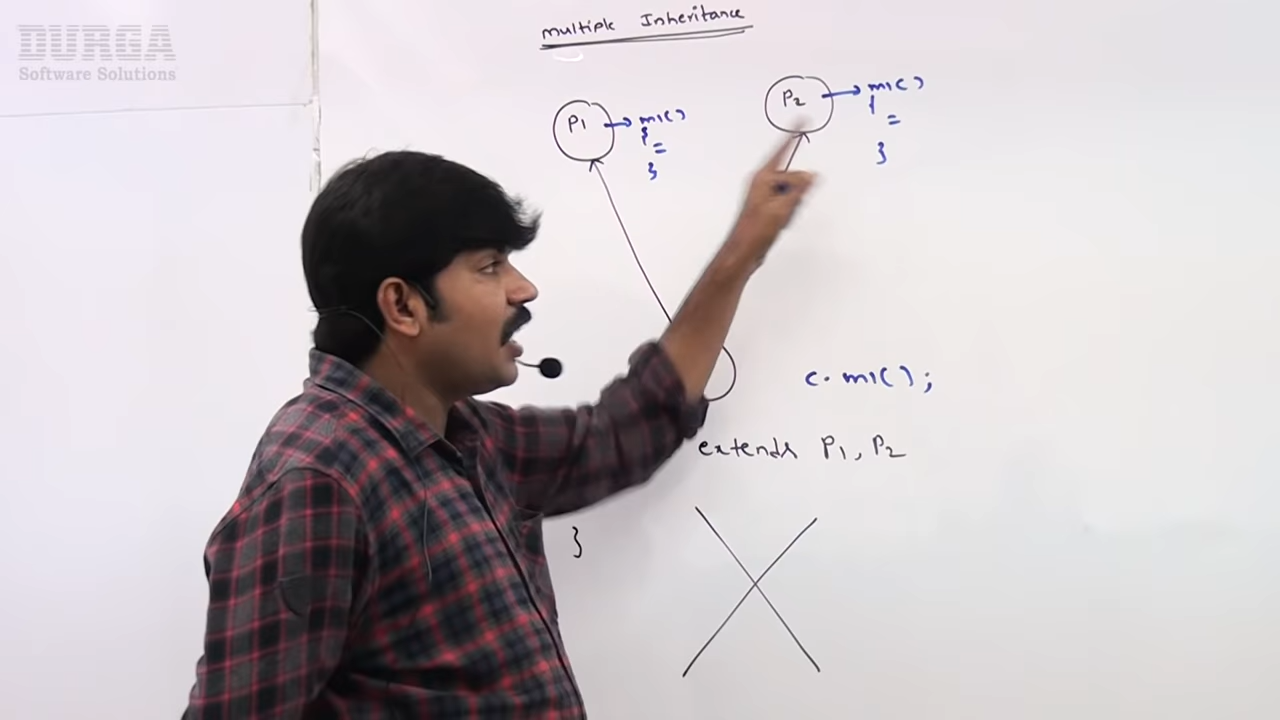 DURGA
Software Solutions
multiple Inheritance
P1 → m1() { = }
P2 → m1() { = }
c.m1();
extends P1, P2
}